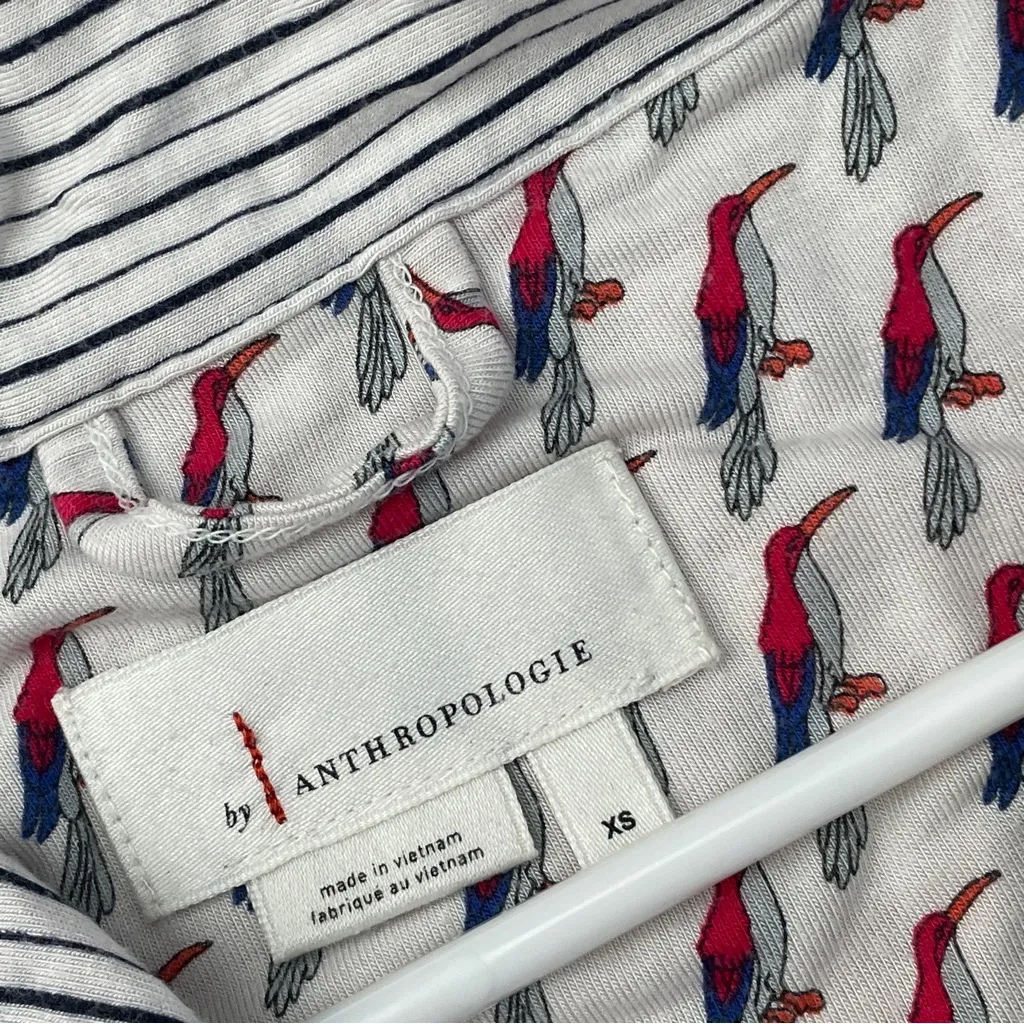 by ANTHROPOLOGIE
made in vietnam
fabrique au vietnam
XS